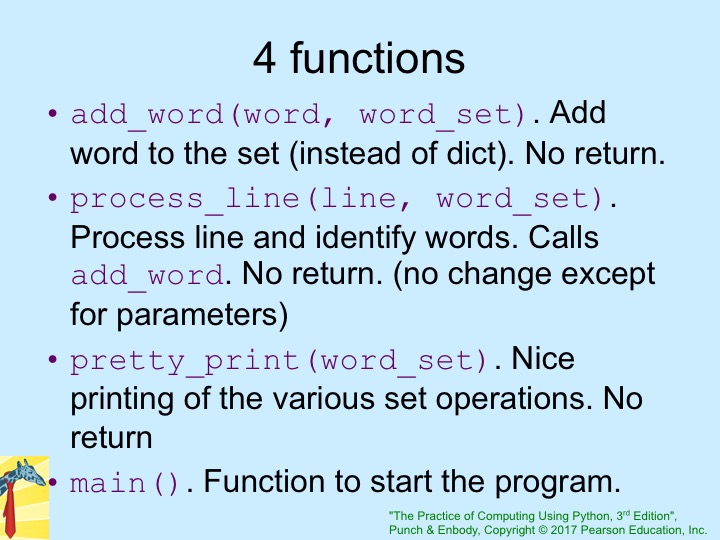 4 functions
• add_word(word, word_set). Add
word to the set (instead of dict). No return.
• process_line(line, word_set).
Process line and identify words. Calls
add_word. No return. (no change except
for parameters)
• pretty_print(word_set). Nice
printing of the various set operations. No
return
• main(). Function to start the program.
"The Practice of Computing Using Python, 3rd Edition",
Punch & Enbody, Copyright © 2017 Pearson Education, Inc.